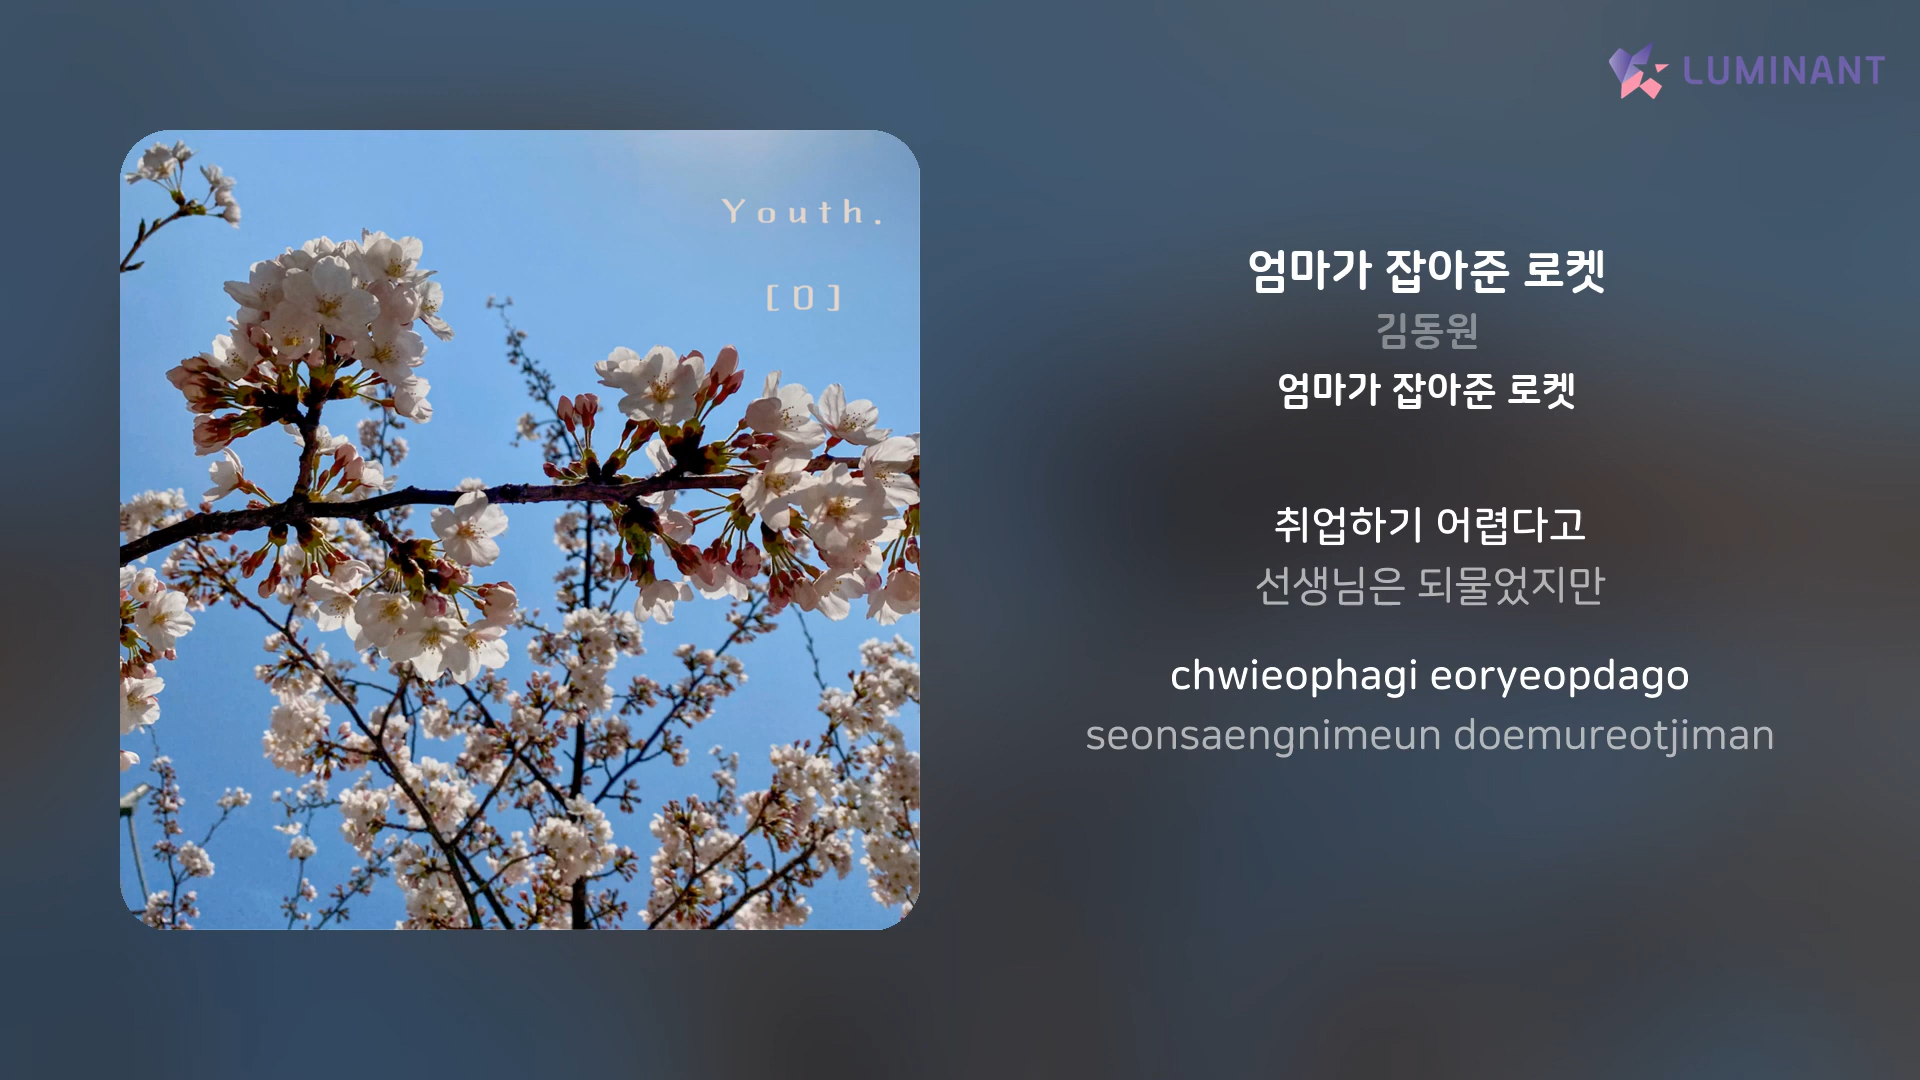 LUMINANT
Youth.
[0]
엄마가 잡아준 로켓
김동원
엄마가 잡아준 로켓
취업하기 어렵다고
선생님은 되물었지만
chwieophagi eoryeopdago
seonsaengnimeun doemureotjiman